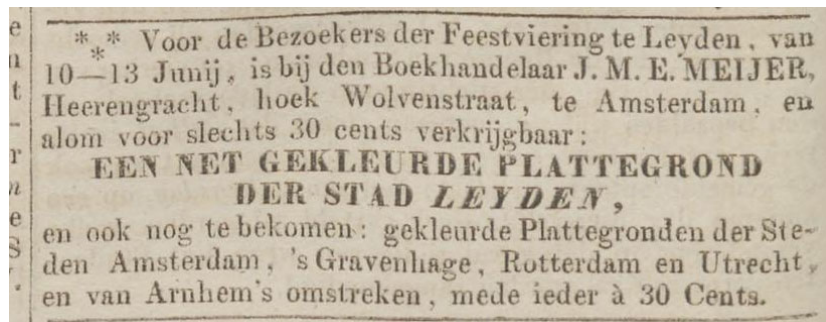 ⁂ Voor de Bezoekers der Feestviering te Leyden, van
10—13 Junij, is bij den Boekhandelaar J. M. E. MEIJER,
Heerengracht, hoek Wolvenstraat, te Amsterdam, en
alom voor slechts 30 cents verkrijgbaar:
EEN NET GEKLEURDE PLATTEGROND
DER STAD LEYDEN,
en ook nog te bekomen: gekleurde Plattegronden der Ste-
den Amsterdam, 's Gravenhage, Rotterdam en Utrecht,
en van Arnhem's omstreken, mede ieder à 30 Cents.